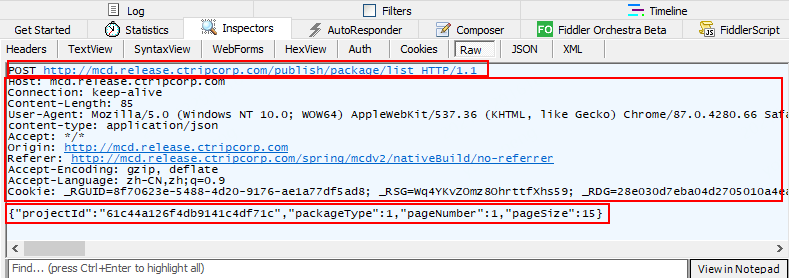 Log Filters Timeline
Get Started Statistics Inspectors AutoResponder Composer FO Fiddler Orchestra Beta FiddlerScript
Headers TextView SyntaxView WebForms HexView Auth Cookies Raw JSON XML
POST http://mcd.release.ctripcorp.com/publish/package/list HTTP/1.1
Host: mcd.release.ctripcorp.com
Connection: keep-alive
Content-Length: 85
User-Agent: Mozilla/5.0 (Windows NT 10.0; WOW64) AppleWebKit/537.36 (KHTML, like Gecko) Chrome/87.0.4280.66 Safa
content-type: application/json
Accept: */*
Origin: http://mcd.release.ctripcorp.com
Referer: http://mcd.release.ctripcorp.com/spring/mcdv2/nativeBuild/no-referrer
Accept-Encoding: gzip, deflate
Accept-Language: zh-CN,zh;q=0.9
Cookie: _RGUID=8f70623e-5488-4d20-9176-ae1a77df5ad8; _RSG=Wq4YKvZOmz8OhrttfXhs59; _RDG=28e030d7eba04d2705010a4ea
{"projectId":"61c44a126f4db9141c4df71c","packageType":1,"pageNumber":1,"pageSize":15}
Find... (press Ctrl+Enter to highlight all) View in Notepad